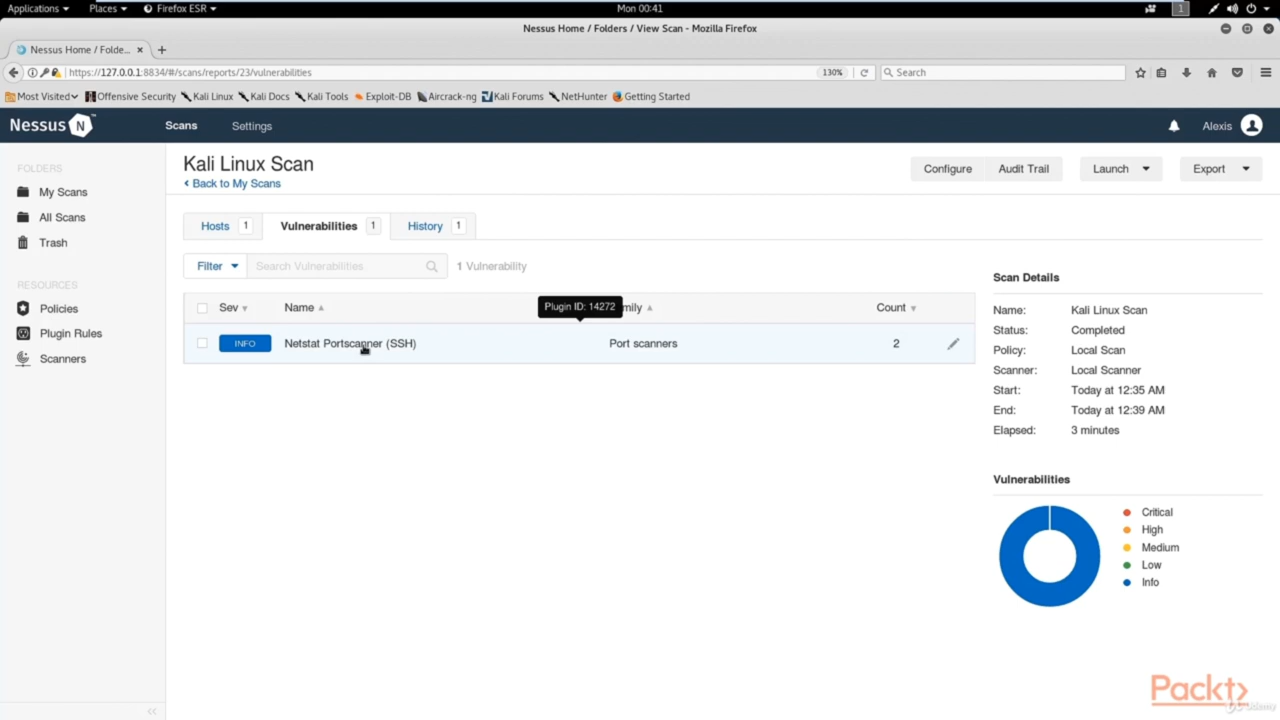 Applications Places Firefox ESR Mon 00:41 1
Nessus Home / Folders / View Scan - Mozilla Firefox
Nessus Home / Folde...
https://127.0.0.1:8834/#/scans/reports/23/vulnerabilities 130% Search
Most Visited Offensive Security Kali Linux Kali Docs Kali Tools Exploit-DB Aircrack-ng Kali Forums NetHunter Getting Started
Nessus N Scans Settings Alexis
FOLDERS
My Scans
All Scans
Trash
RESOURCES
Policies
Plugin Rules
Scanners
Kali Linux Scan
Back to My Scans
Configure Audit Trail Launch Export
Hosts 1 Vulnerabilities 1 History 1
Filter Search Vulnerabilities 1 Vulnerability
Sev Name Plugin ID: 14272 mily Count
INFO Netstat Portscanner (SSH) Port scanners 2
Scan Details
Name: Kali Linux Scan
Status: Completed
Policy: Local Scan
Scanner: Local Scanner
Start: Today at 12:35 AM
End: Today at 12:39 AM
Elapsed: 3 minutes
Vulnerabilities
Critical
High
Medium
Low
Info
Packt
Udemy